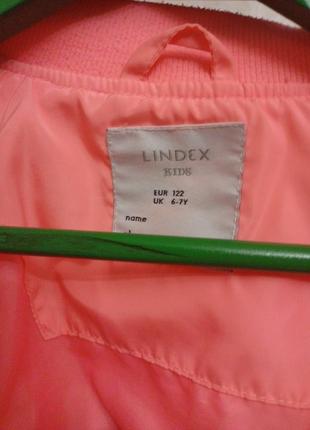 LINDEX
KIDS
EUR 122
UK 6-7Y
name